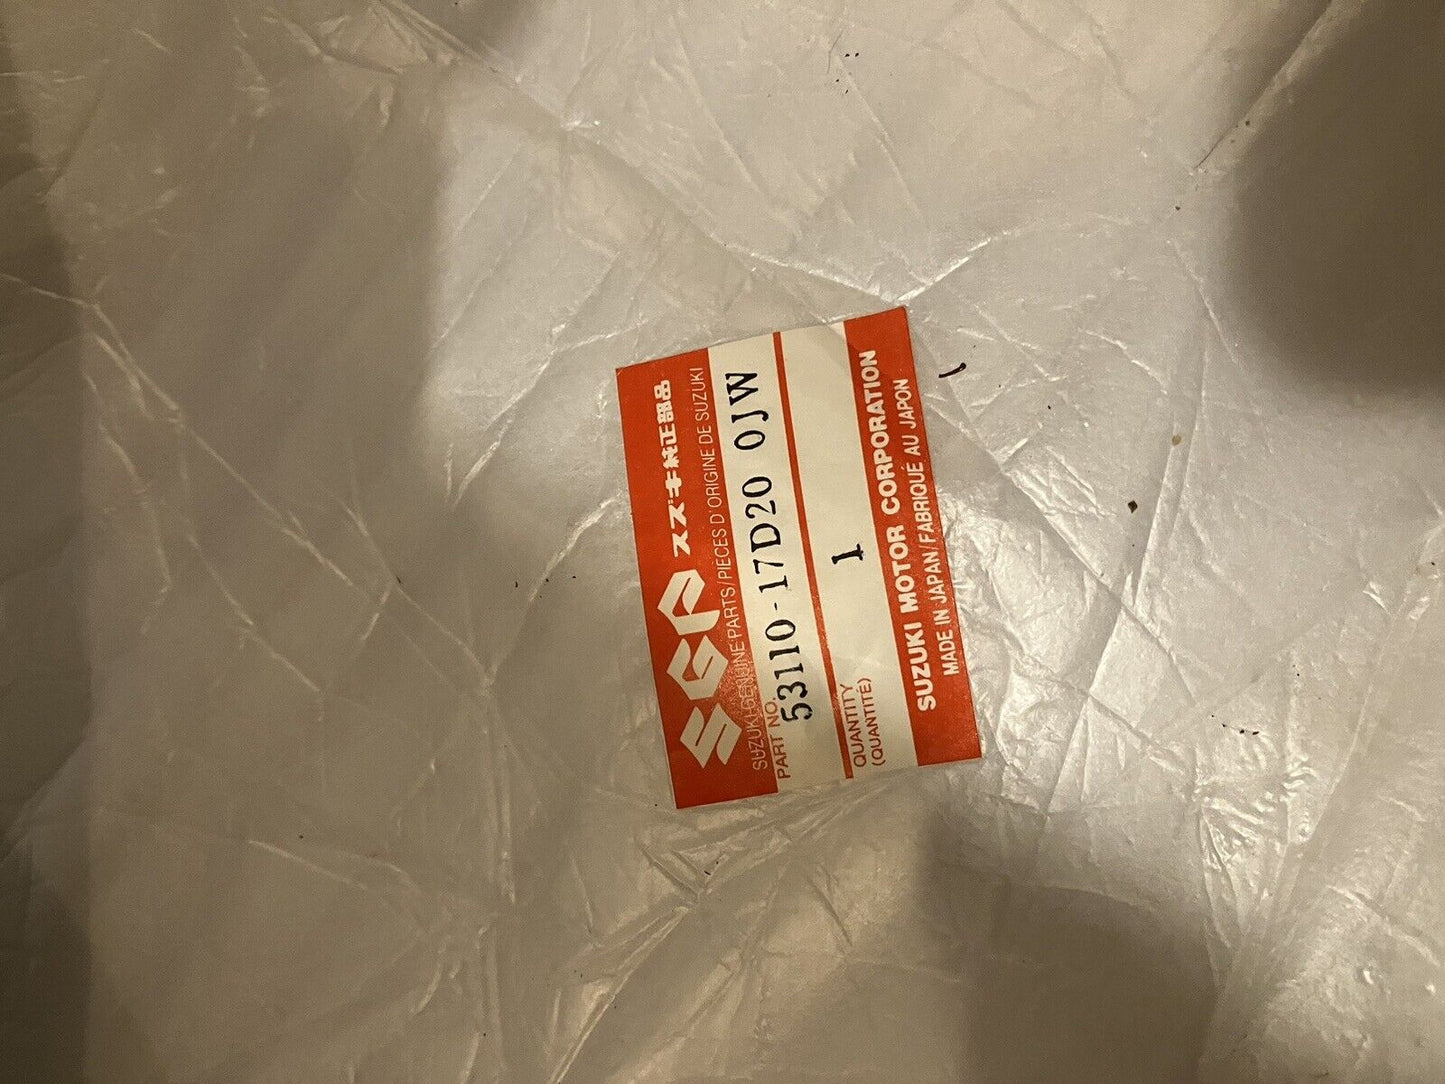 SGP スズキ純正部品
SUZUKI GENUINE PARTS/PIECES D'ORIGINE DE SUZUKI
PART NO.
53110-17D20 0JW
1
QUANTITY
(QUANTITÉ)
SUZUKI MOTOR CORPORATION
MADE IN JAPAN/FABRIQUÉ AU JAPON